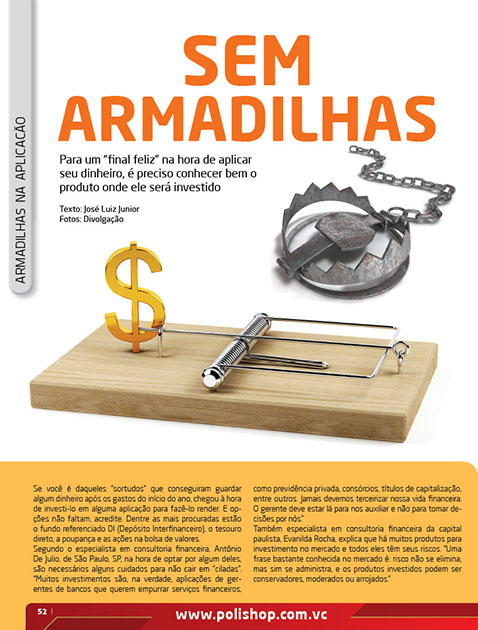 ARMADILHAS NA APLICACÃO
SEM
ARMADILHAS
Para um "final feliz" na hora de aplicar
seu dinheiro, é preciso conhecer bem o
produto onde ele será investido
Texto: José Luiz Junior
Fotos: Divolgação
$
Se você é daqueles "sortudos" que conseguiram guardar
algum dinheiro após os gastos do início do ano, chegou à hora
de investi-lo em alguma aplicação para fazê-lo render. E op-
ções não faltam, acredite. Dentre as mais procuradas estão
o fundo referenciado DI (Depósito Interfinanceiro), o tesouro
direto, a poupança e as ações na bolsa de valores.
Segundo o especialista em consultoria financeira, Antônio
De Julio, de São Paulo, SP, na hora de optar por algum deles,
são necessários alguns cuidados para não cair em "ciladas".
"Muitos investimentos são, na verdade, aplicações de ger-
entes de bancos que querem empurrar serviços financeiros,
como previdência privada, consórcios, títulos de capitalização,
entre outros. Jamais devemos terceirizar nossa vida financeira.
O gerente deve estar lá para nos auxiliar e não para tomar de-
cisões por nós."
Também especialista em consultoria financeira da capital
paulista, Evanilda Rocha, explica que há muitos produtos para
investimento no mercado e todos eles têm seus riscos. "Uma
frase bastante conhecida no mercado é: risco não se elimina,
mas sim se administra, e os produtos investidos podem ser
conservadores, moderados ou arrojados."
52 |
www.polishop.com.vc